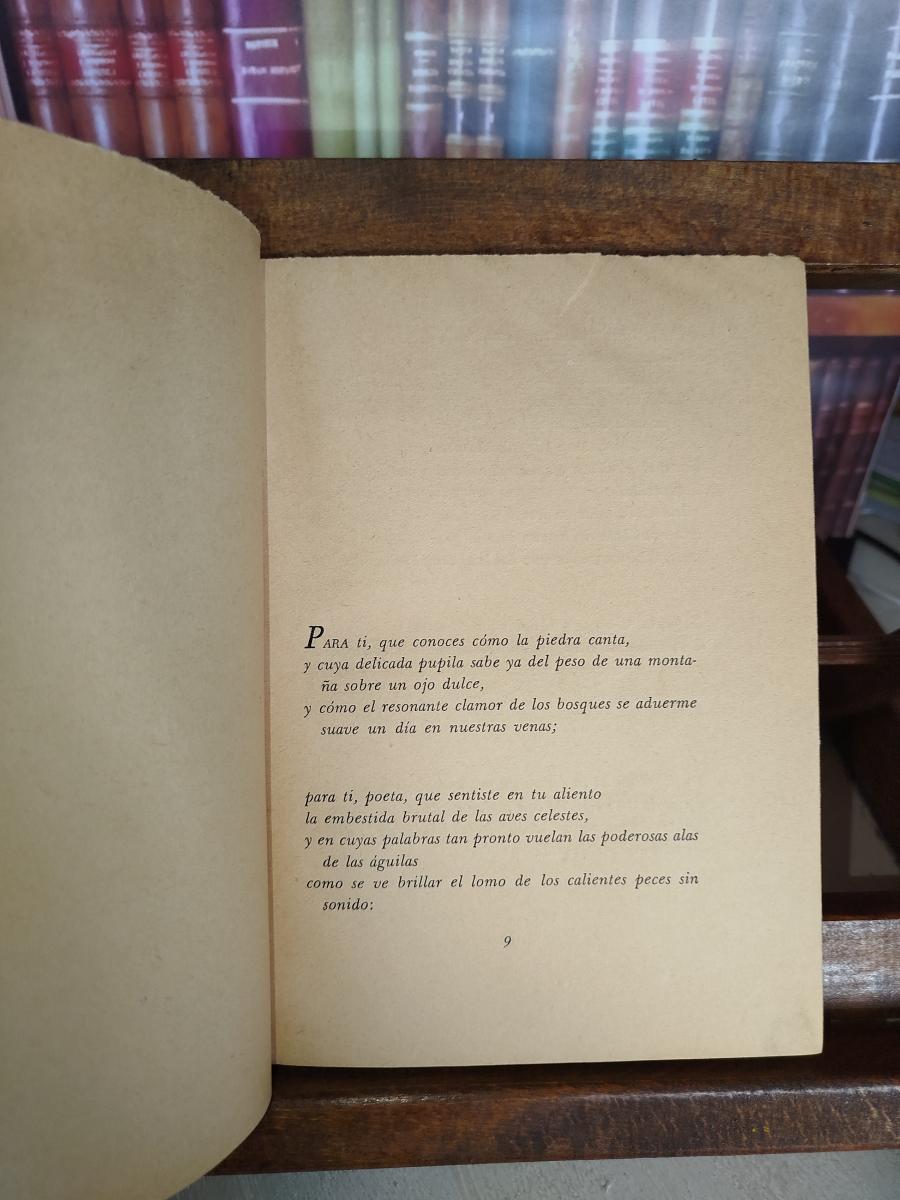 PARA ti, que conoces cómo la piedra canta,
y cuya delicada pupila sabe ya del peso de una monta-
ña sobre un ojo dulce,
y cómo el resonante clamor de los bosques se aduerme
suave un día en nuestras venas;
para ti, poeta, que sentiste en tu aliento
la embestida brutal de las aves celestes,
y en cuyas palabras tan pronto vuelan las poderosas alas
de las águilas
como se ve brillar el lomo de los calientes peces sin
sonido:
9